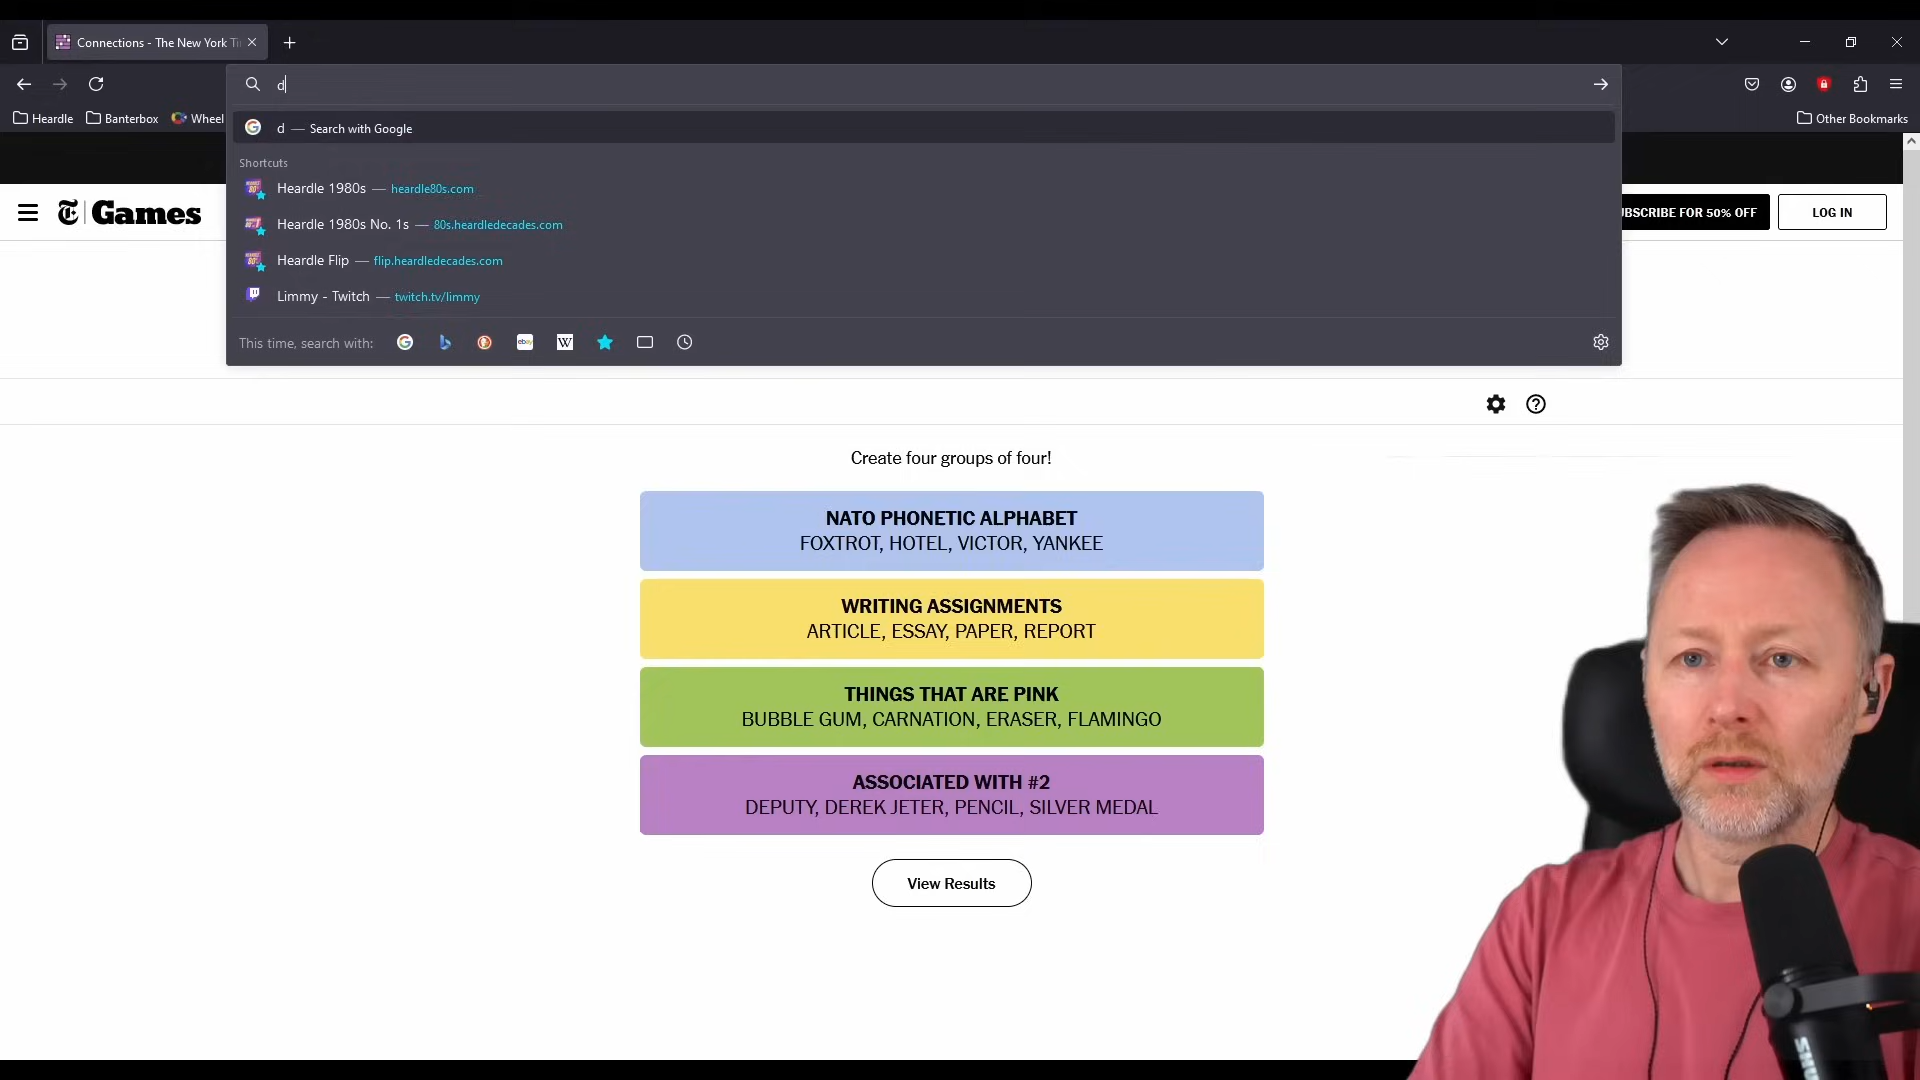 Connections - The New York Ti
d
Heardle
Banterbox
Wheel
Other Bookmarks
d — Search with Google
Shortcuts
Heardle 1980s — heardle80s.com
Heardle 1980s No. 1s — 80s.heardledecades.com
Heardle Flip — flip.heardledecades.com
Limmy - Twitch — twitch.tv/limmy
This time, search with:
ebay
W
Games
UBSCRIBE FOR 50% OFF
LOG IN
Create four groups of four!
NATO PHONETIC ALPHABET
FOXTROT, HOTEL, VICTOR, YANKEE
WRITING ASSIGNMENTS
ARTICLE, ESSAY, PAPER, REPORT
THINGS THAT ARE PINK
BUBBLE GUM, CARNATION, ERASER, FLAMINGO
ASSOCIATED WITH #2
DEPUTY, DEREK JETER, PENCIL, SILVER MEDAL
View Results